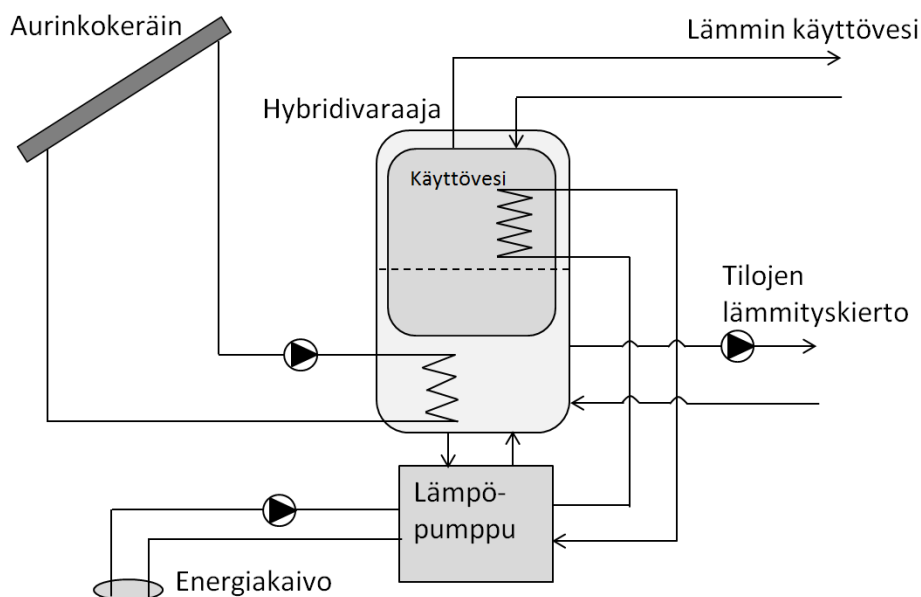 Aurinkokeräin
Lämmin käyttövesi
Hybridivaraaja
Käyttövesi
Tilojen
lämmityskierto
Lämpö-
pumppu
Energiakaivo